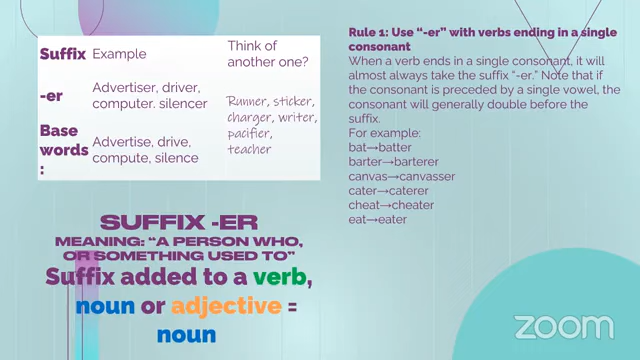 Suffix Example
Think of
another one?
-er
Advertiser, driver,
computer. silencer
Runner, sticker,
charger, writer,
pacifier,
teacher
Base
words
:
Advertise, drive,
compute, silence
SUFFIX -ER
MEANING: “A PERSON WHO,
OR SOMETHING USED TO”
Suffix added to a verb,
noun or adjective =
noun
Rule 1: Use “-er” with verbs ending in a single
consonant
When a verb ends in a single consonant, it will
almost always take the suffix “-er.” Note that if
the consonant is preceded by a single vowel, the
consonant will generally double before the
suffix.
For example:
bat→batter
barter→barterer
canvas→canvasser
cater→caterer
cheat→cheater
eat→eater
zoom